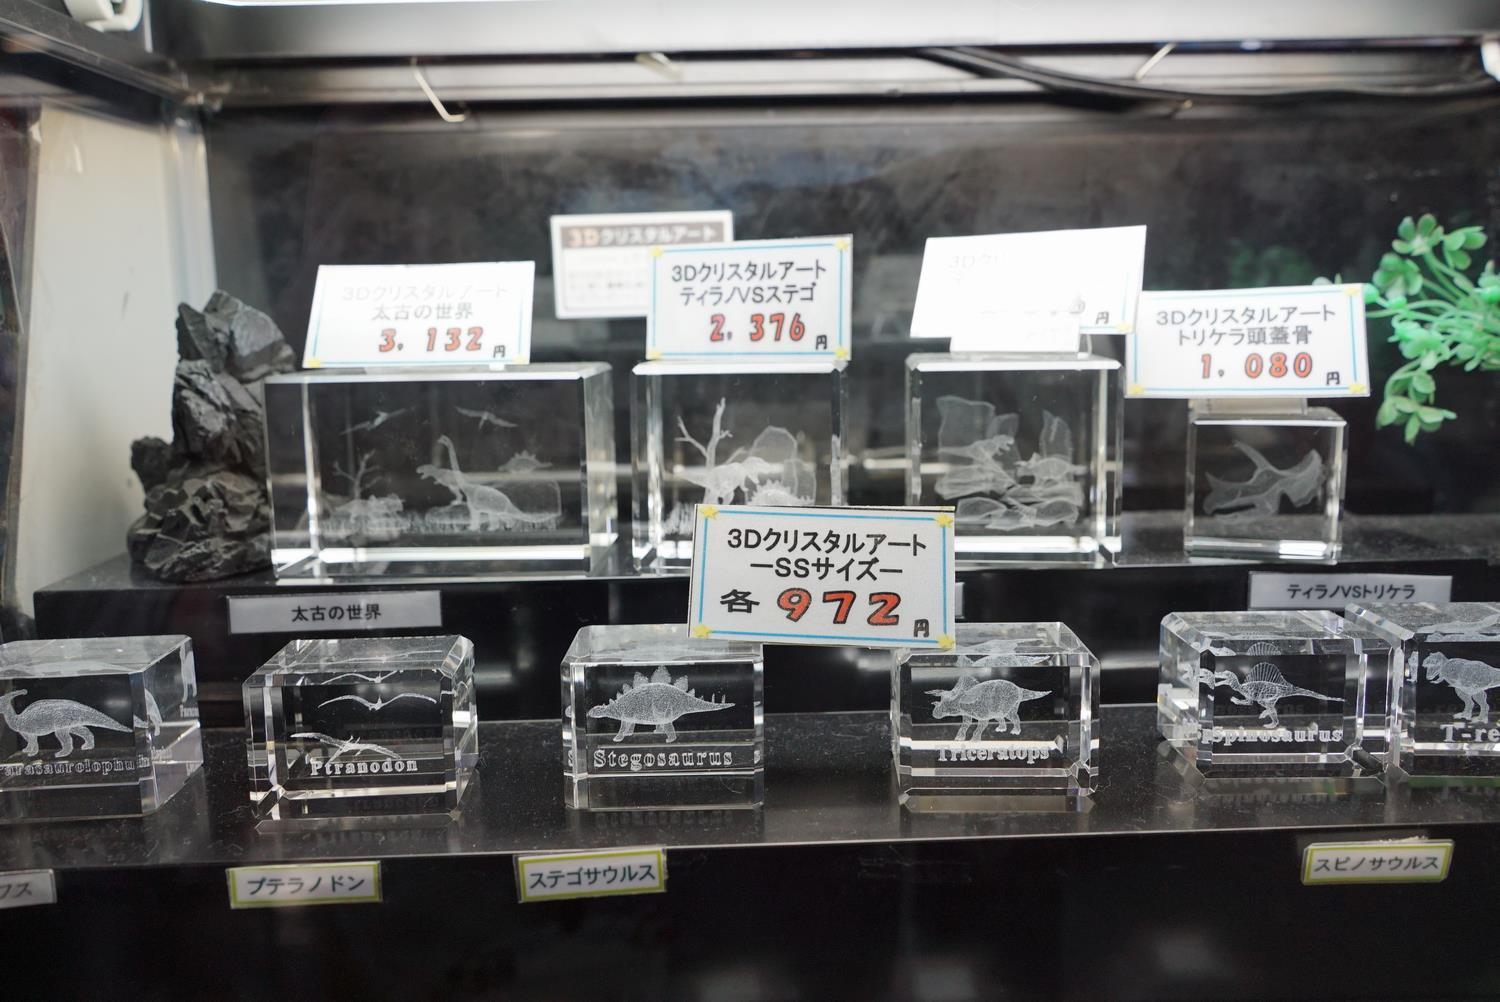 3Dクリスタルアート
3Dクリスタルアート
太古の世界
3,132円
3Dクリスタルアート
ティラノVSステゴ
2,376円
3Dクリ
円
3Dクリスタルアート
トリケラ頭蓋骨
1,080円
3Dクリスタルアート
ーSSサイズー
各972円
太古の世界
ティラノVSトリケラ
arasaurolophu
Ptranodon
Stegosaurus
Triceratops
Spinosaurus
T-re
プテラノドン
ステゴサウルス
スピノサウルス